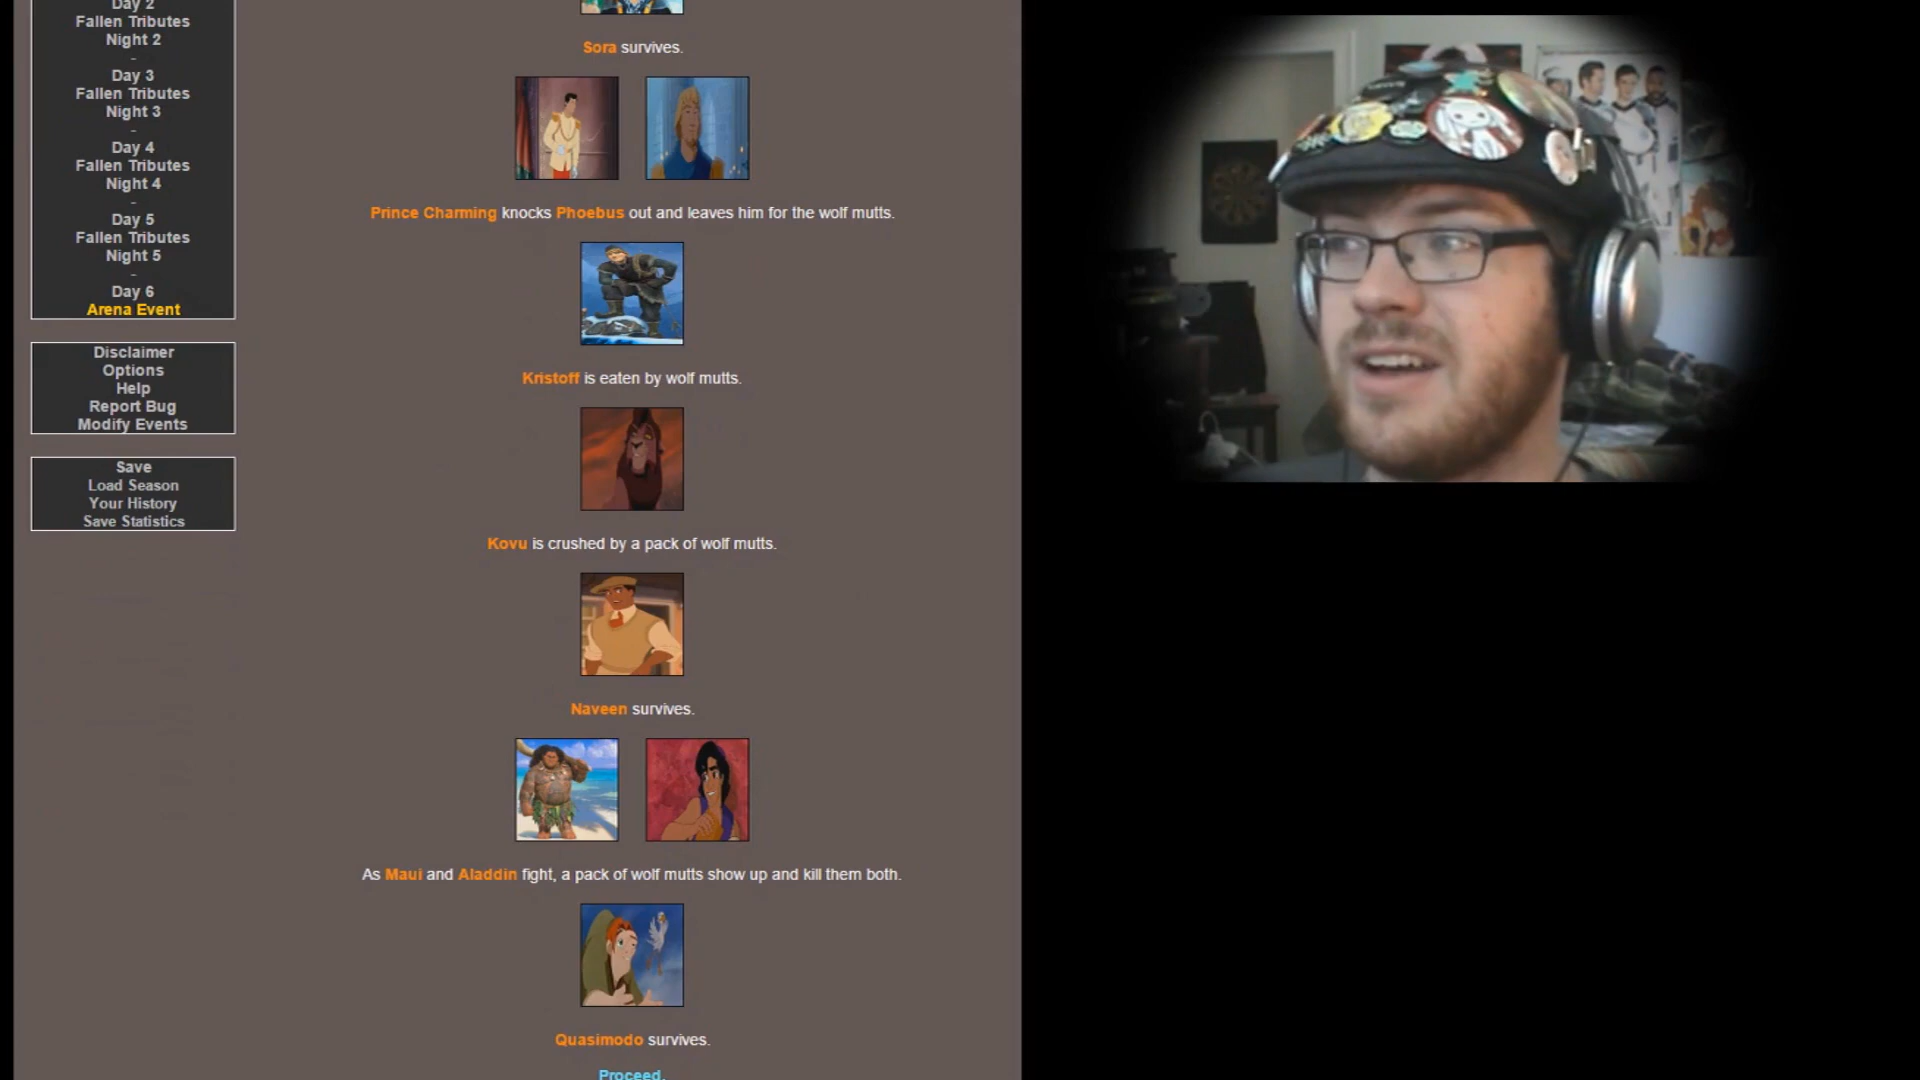 Day 2
Fallen Tributes
Night 2
-
Day 3
Fallen Tributes
Night 3
-
Day 4
Fallen Tributes
Night 4
-
Day 5
Fallen Tributes
Night 5
-
Day 6
Arena Event
Disclaimer
Options
Help
Report Bug
Modify Events
Save
Load Season
Your History
Save Statistics
Sora survives.
Prince Charming knocks Phoebus out and leaves him for the wolf mutts.
Kristoff is eaten by wolf mutts.
Kovu is crushed by a pack of wolf mutts.
Naveen survives.
As Maui and Aladdin fight, a pack of wolf mutts show up and kill them both.
Quasimodo survives.
Proceed.